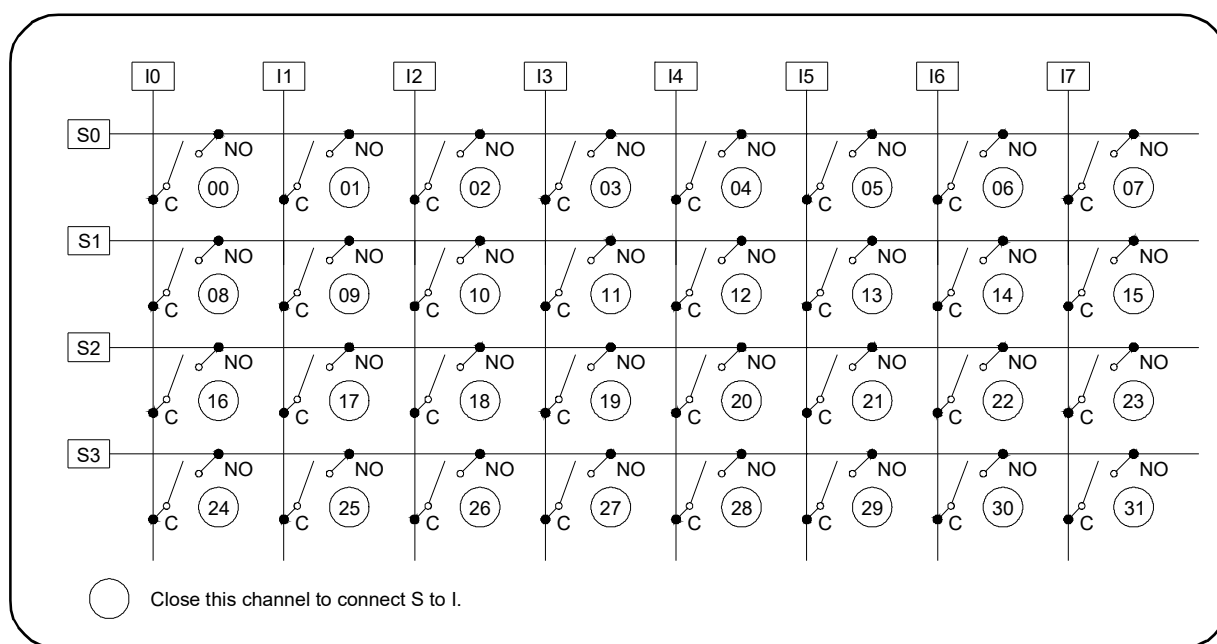 I0 I1 I2 I3 I4 I5 I6 I7
S0
NO NO NO NO NO NO NO NO
00 01 02 03 04 05 06 07
C C C C C C C C
S1
NO NO NO NO NO NO NO NO
08 09 10 11 12 13 14 15
C C C C C C C C
S2
NO NO NO NO NO NO NO NO
16 17 18 19 20 21 22 23
C C C C C C C C
S3
NO NO NO NO NO NO NO NO
24 25 26 27 28 29 30 31
C C C C C C C C
Close this channel to connect S to I.